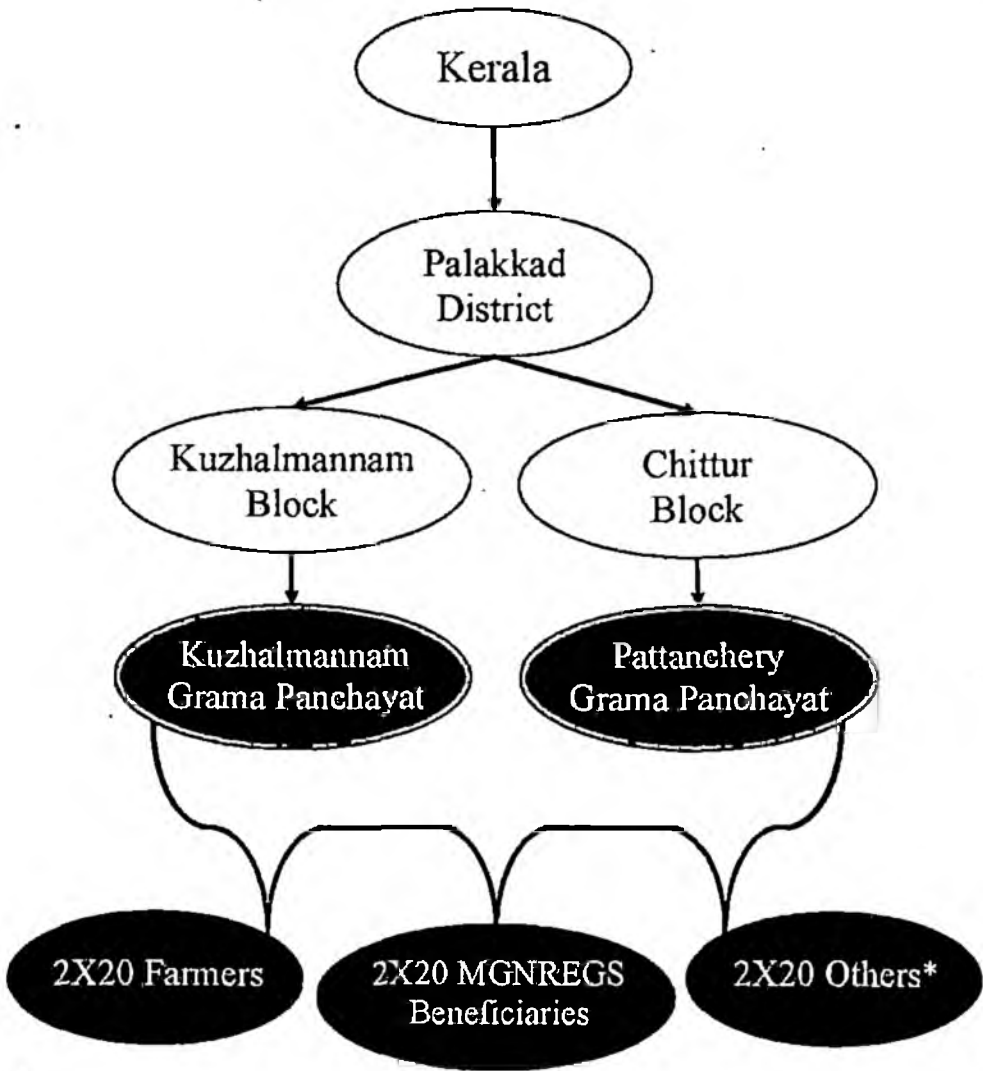 Kerala
Palakkad
District
Kuzhalmannam
Block
Chittur
Block
Kuzhalmannam
Grama Panchayat
Pattanchery
Grama Panchayat
2X20 Farmers
2X20 MGNREGS
Beneficiaries
2X20 Others*